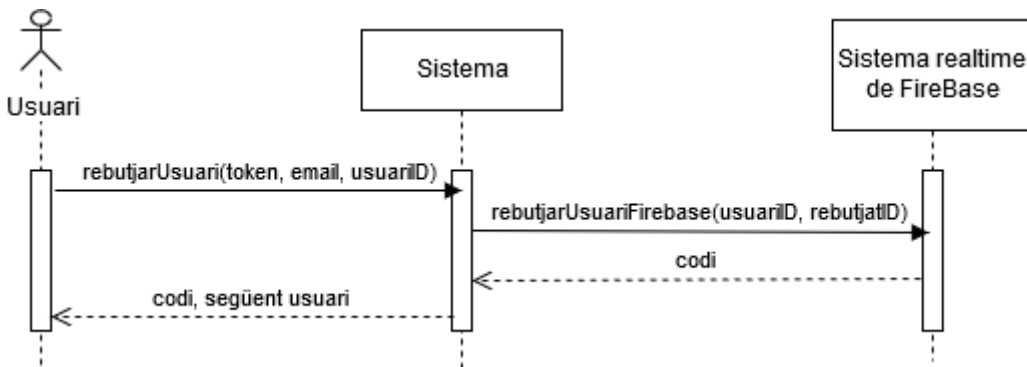 Usuari
Sistema
Sistema realtime
de FireBase
rebutjarUsuari(token, email, usuariID)
rebutjarUsuariFirebase(usuariID, rebutjatID)
codi
codi, següent usuari